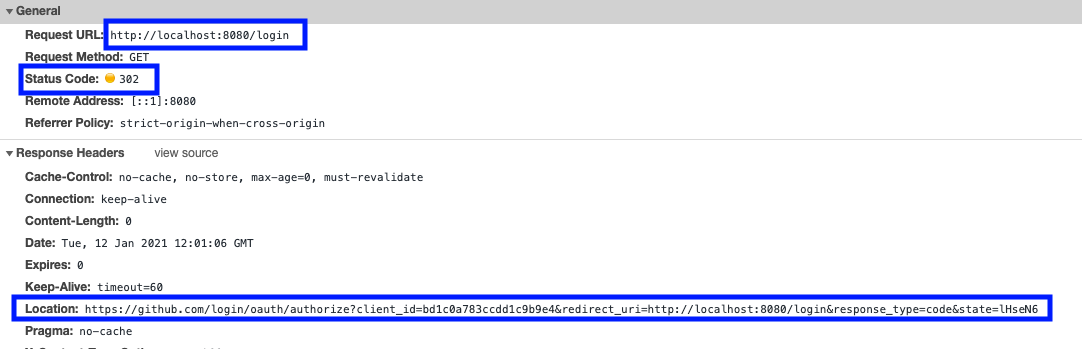 General
Request URL: http://localhost:8080/login
Request Method: GET
Status Code: 302
Remote Address: [::1]:8080
Referrer Policy: strict-origin-when-cross-origin
Response Headers view source
Cache-Control: no-cache, no-store, max-age=0, must-revalidate
Connection: keep-alive
Content-Length: 0
Date: Tue, 12 Jan 2021 12:01:06 GMT
Expires: 0
Keep-Alive: timeout=60
Location: https://github.com/login/oauth/authorize?client_id=bd1c0a783ccdd1c9b9e4&redirect_uri=http://localhost:8080/login&response_type=code&state=lHseN6
Pragma: no-cache